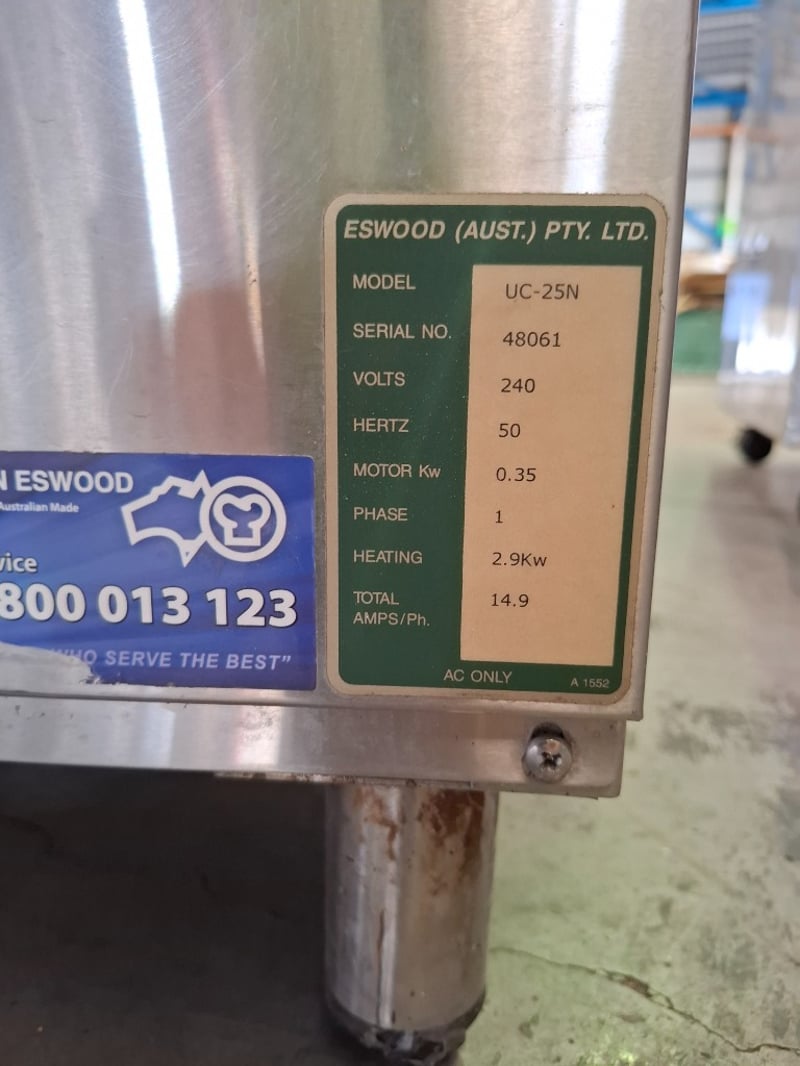 ESWOOD (AUST.) PTY. LTD.
MODEL UC-25N
SERIAL NO. 48061
VOLTS 240
HERTZ 50
MOTOR Kw 0.35
PHASE 1
HEATING 2.9Kw
TOTAL AMPS/Ph. 14.9
AC ONLY A 1552
N ESWOOD
Australian Made
vice
800 013 123
WHO SERVE THE BEST”